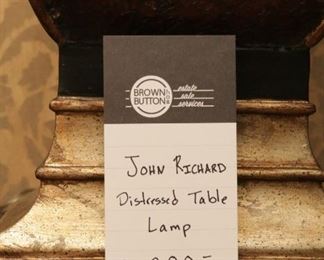 BROWN
BUTTON
estate
sale
services
JOHN RICHARD
Distressed Table
Lamp